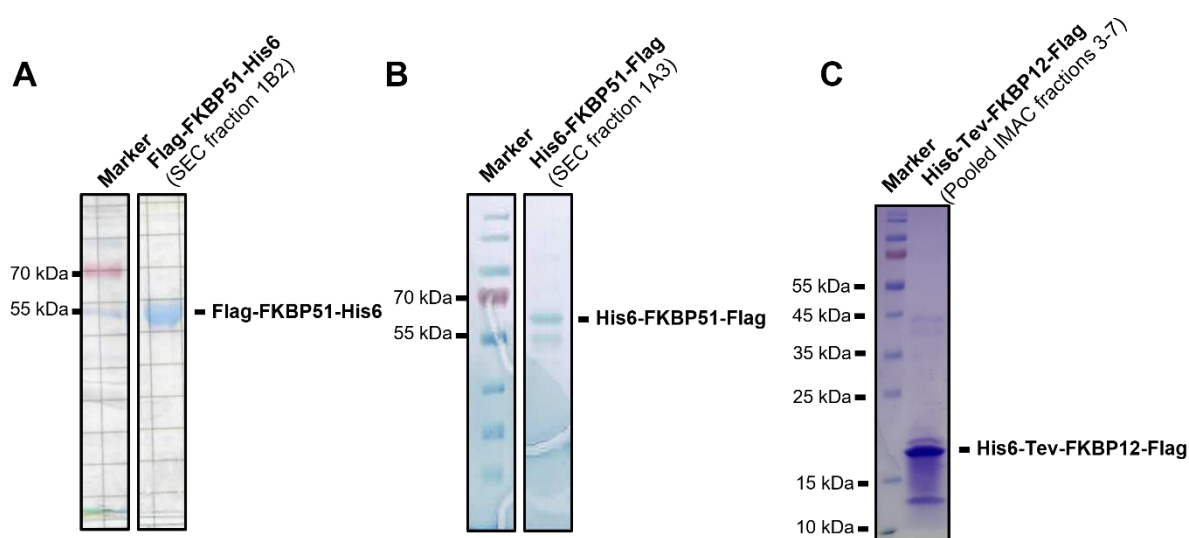 A
Marker
Flag-FKBP51-His6
(SEC fraction 1B2)
70 kDa
55 kDa
Flag-FKBP51-His6
B
Marker
His6-FKBP51-Flag
(SEC fraction 1A3)
70 kDa
55 kDa
His6-FKBP51-Flag
C
Marker
His6-Tev-FKBP12-Flag
(Pooled IMAC fractions 3-7)
55 kDa
45 kDa
35 kDa
25 kDa
15 kDa
10 kDa
His6-Tev-FKBP12-Flag